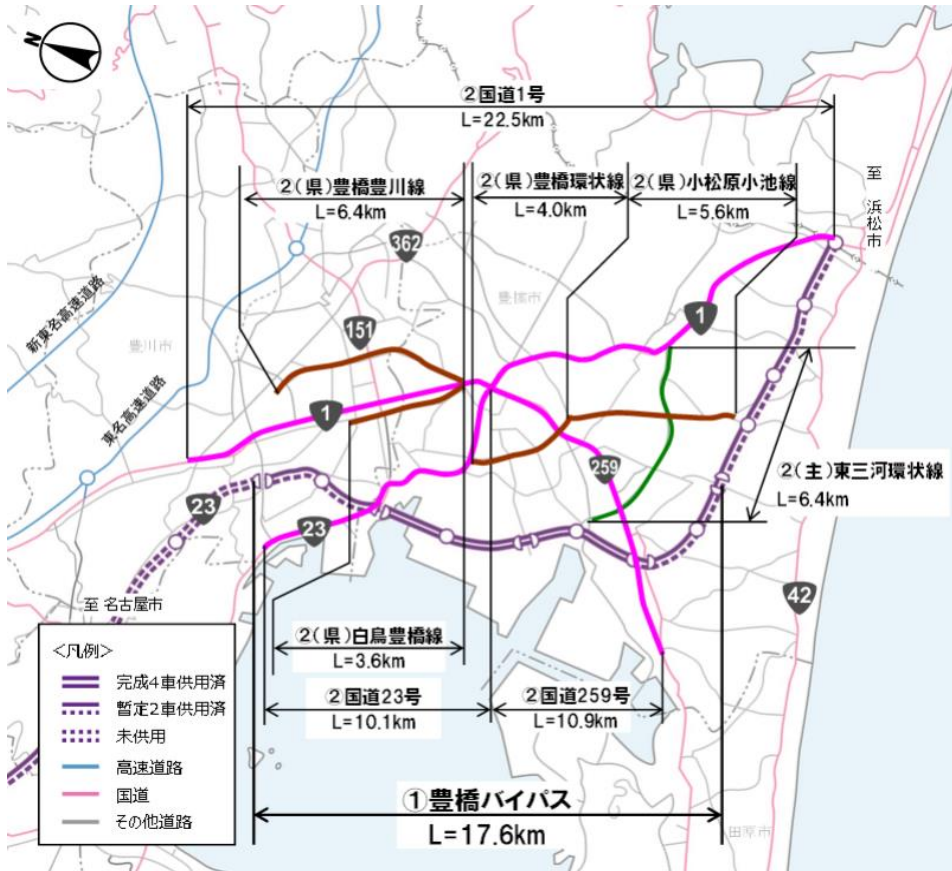 N
②国道1号
L=22.5km
②(県)豊橋豊川線
L=6.4km
②(県)豊橋環状線
L=4.0km
②(県)小松原小池線
L=5.6km
至 浜松市
362
豊橋市
新東名高速道路
151
1
豊川市
東名高速道路
1
259
②(主)東三河環状線
L=6.4km
23
23
42
至 名古屋市
②(県)白鳥豊橋線
L=3.6km
②国道23号
L=10.1km
②国道259号
L=10.9km
①豊橋バイパス
L=17.6km
田原市
<凡例>
完成4車供用済
暫定2車供用済
未供用
高速道路
国道
その他道路